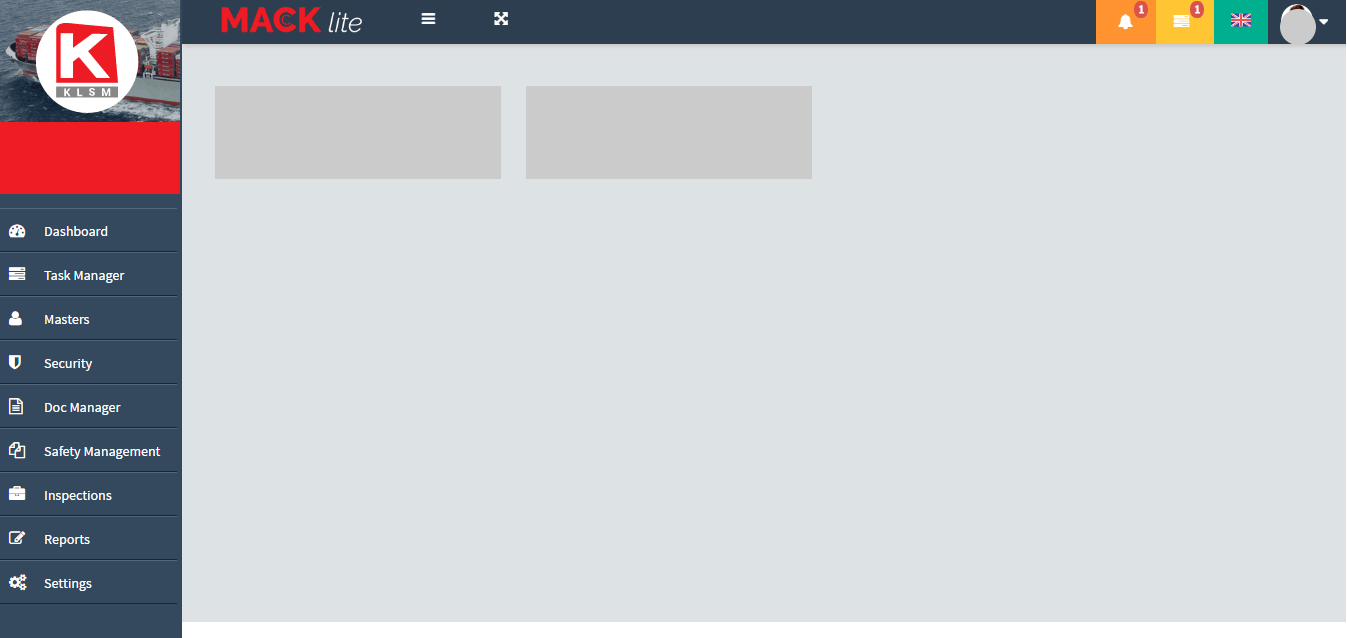 MACK lite
1
1
K
KLSM
Dashboard
Task Manager
Masters
Security
Doc Manager
Safety Management
Inspections
Reports
Settings